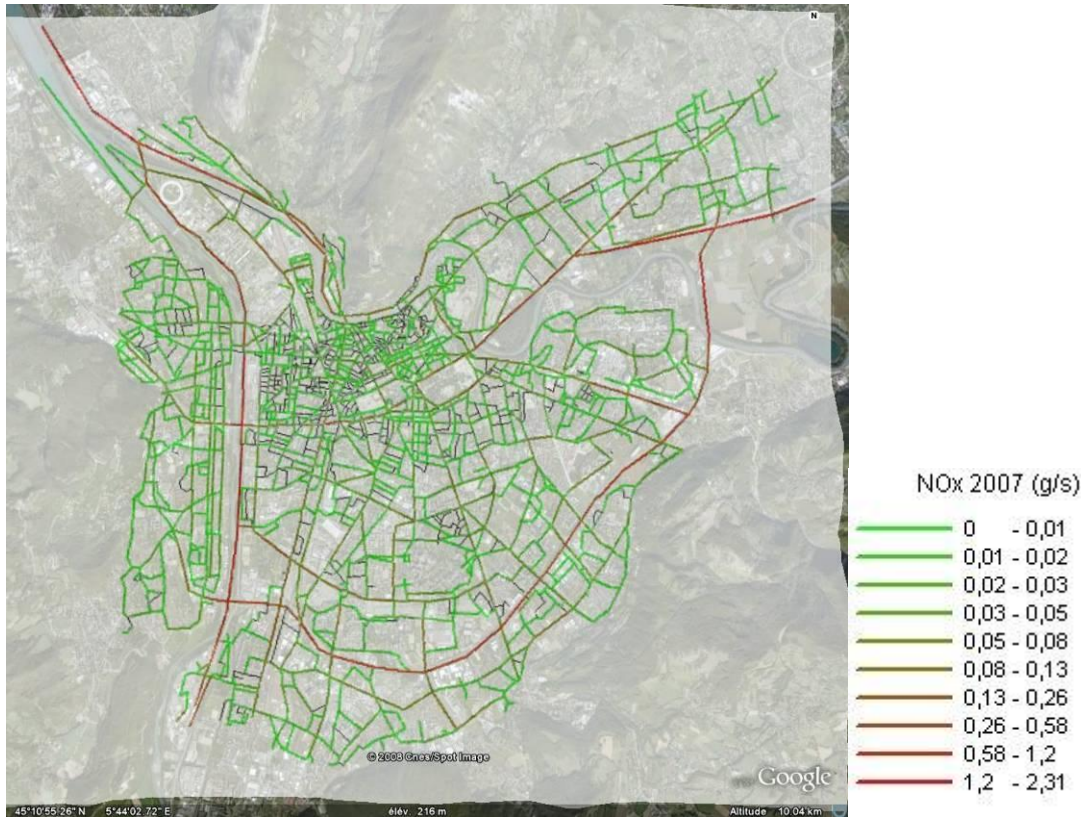 N
NOx 2007 (g/s)
0 - 0,01
0,01 - 0,02
0,02 - 0,03
0,03 - 0,05
0,05 - 0,08
0,08 - 0,13
0,13 - 0,26
0,26 - 0,58
0,58 - 1,2
1,2 - 2,31
© 2008 Cnes/Spot Image
Google
45°10'55.26" N 5°44'02.72" E élév. 216 m Altitude 10.04 km